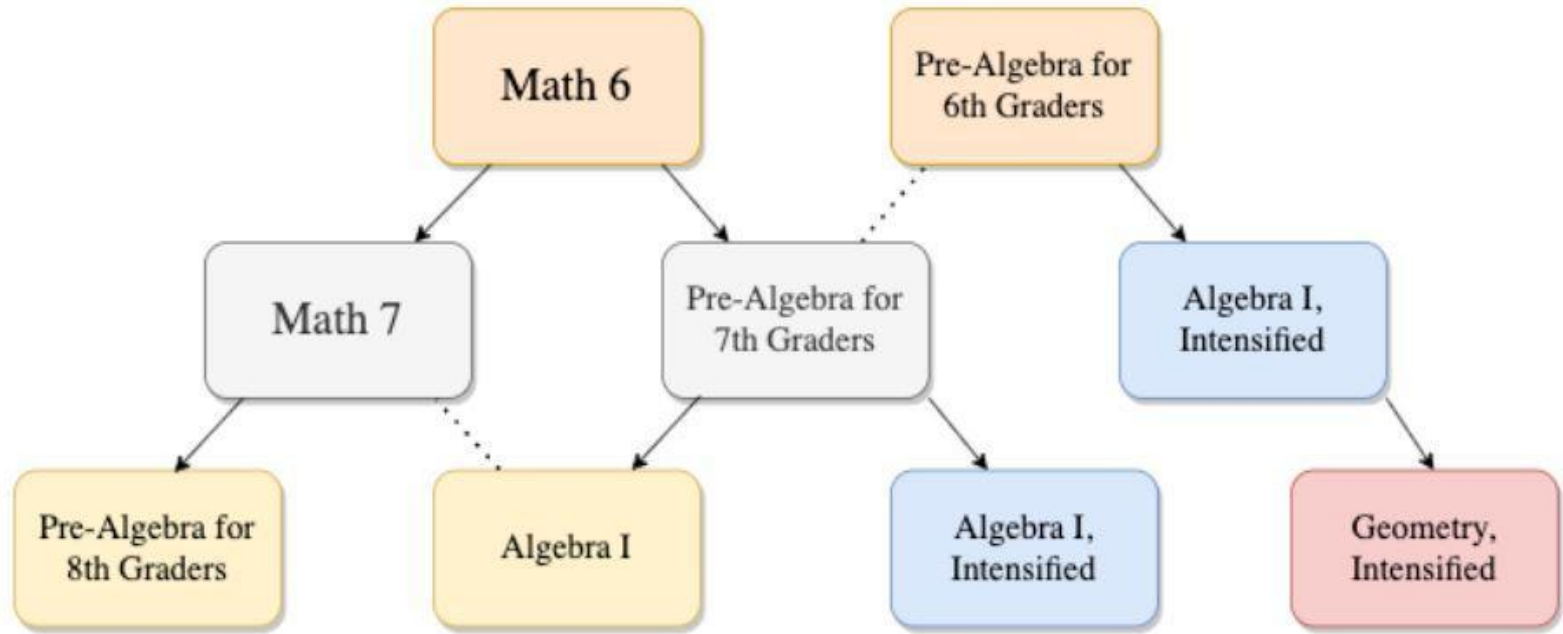 Math 6
Pre-Algebra for
6th Graders
Math 7
Pre-Algebra for
7th Graders
Algebra I,
Intensified
Pre-Algebra for
8th Graders
Algebra I
Algebra I,
Intensified
Geometry,
Intensified